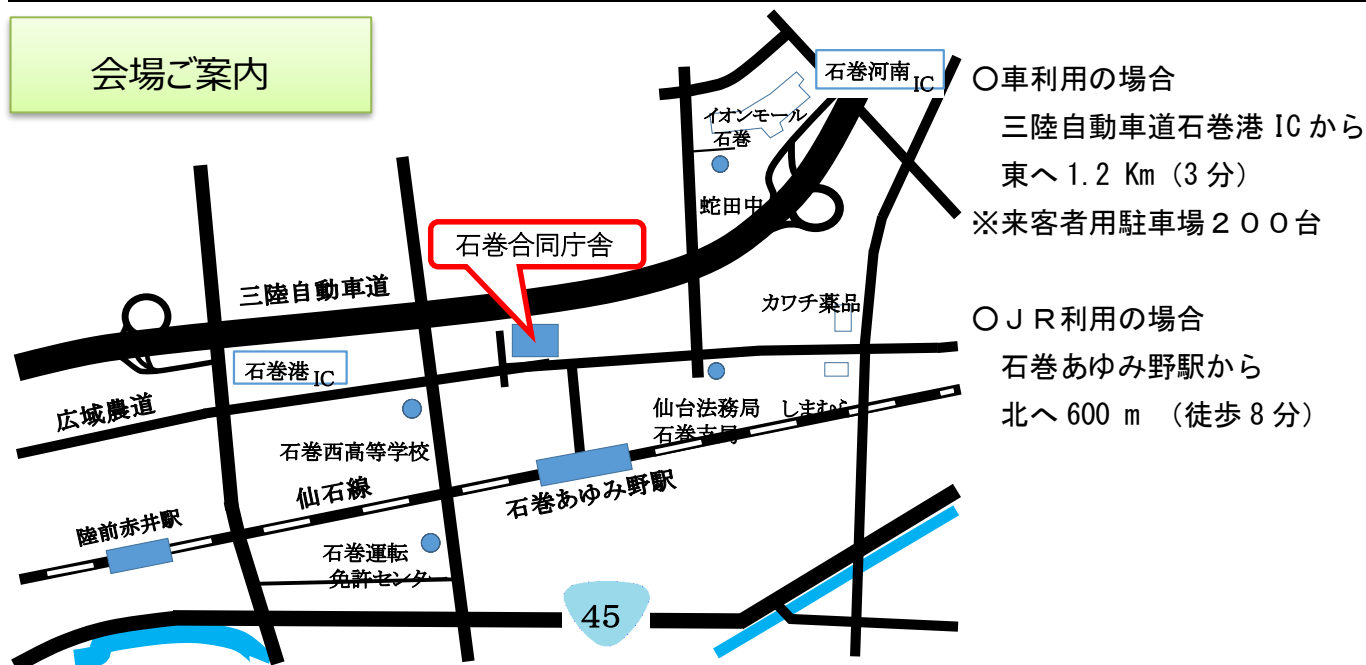 会場ご案内
石巻河南IC
イオンモール
石巻
蛇田中
石巻合同庁舎
三陸自動車道
カワチ薬品
石巻港IC
広域農道
仙台法務局
石巻支局
しまむら
石巻西高等学校
仙石線
石巻あゆみ野駅
陸前赤井駅
石巻運転
免許センター
45
〇車利用の場合
三陸自動車道石巻港 IC から
東へ 1.2 Km（3 分）
※来客者用駐車場２００台
〇ＪＲ利用の場合
石巻あゆみ野駅から
北へ 600 m （徒歩 8 分）